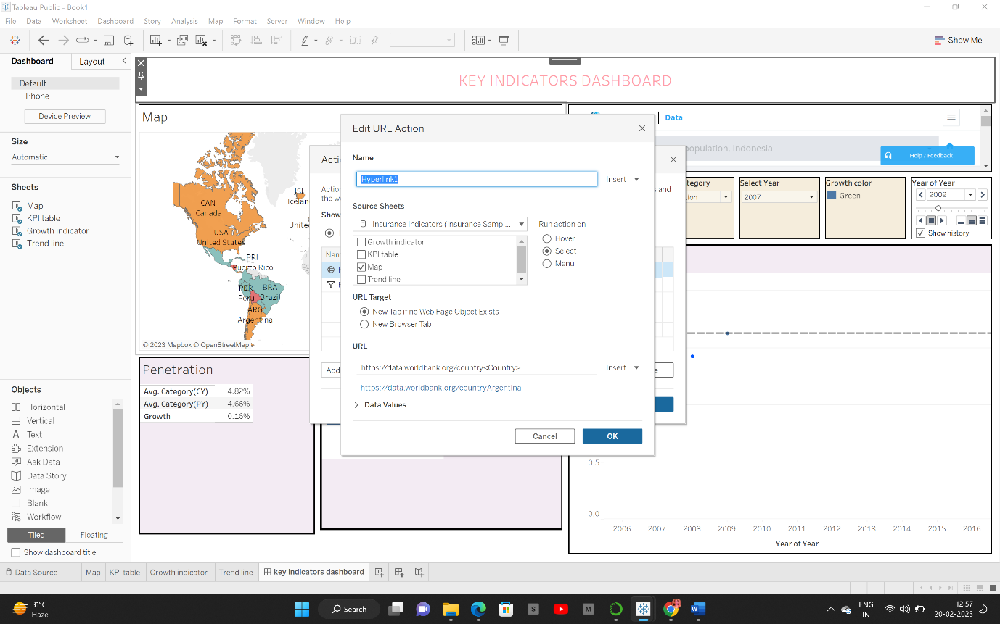 Tableau Public - Book1
File Data Worksheet Dashboard Story Analysis Map Format Server Window Help
Show Me
Dashboard Layout
Default
Phone
Device Preview
Size
Automatic
Sheets
Map
KPI table
Growth indicator
Trend line
Objects
Horizontal
Vertical
Text
Extension
Ask Data
Data Story
Image
Blank
Workflow
Tiled Floating
Show dashboard title
KEY INDICATORS DASHBOARD
Map
CAN
Canada
USA
United States
ISL
Icelan
Unite
PRI
Puerto Rico
PER
Peru
BRA
Brazil
ARG
Argentina
© 2023 Mapbox © OpenStreetMap
Penetration
Avg. Category(CY) 4.82%
Avg. Category(PY) 4.66%
Growth 0.16%
Acti
Action
the w
s and
Show
T
Nam
Add
e
Edit URL Action
Name
Hyperlink1
Insert
Source Sheets
Insurance Indicators (Insurance Sampl...
Growth indicator
KPI table
Map
Trend line
Run action on
Hover
Select
Menu
URL Target
New Tab if no Web Page Object Exists
New Browser Tab
URL
https://data.worldbank.org/country<Country>
Insert
https://data.worldbank.org/countryArgentina
Data Values
Cancel OK
Data
population, Indonesia
Help / Feedback
tegory
ion
Select Year
2007
Growth color
Green
Year of Year
2009
Show history
0.5
0.0
2006 2007 2008 2009 2010 2011 2012 2013 2014 2015 2016
Year of Year
Data Source Map KPI table Growth indicator Trend line key indicators dashboard
31°C
Haze
Search
S
M
W
ENG
IN
12:57
20-02-2023